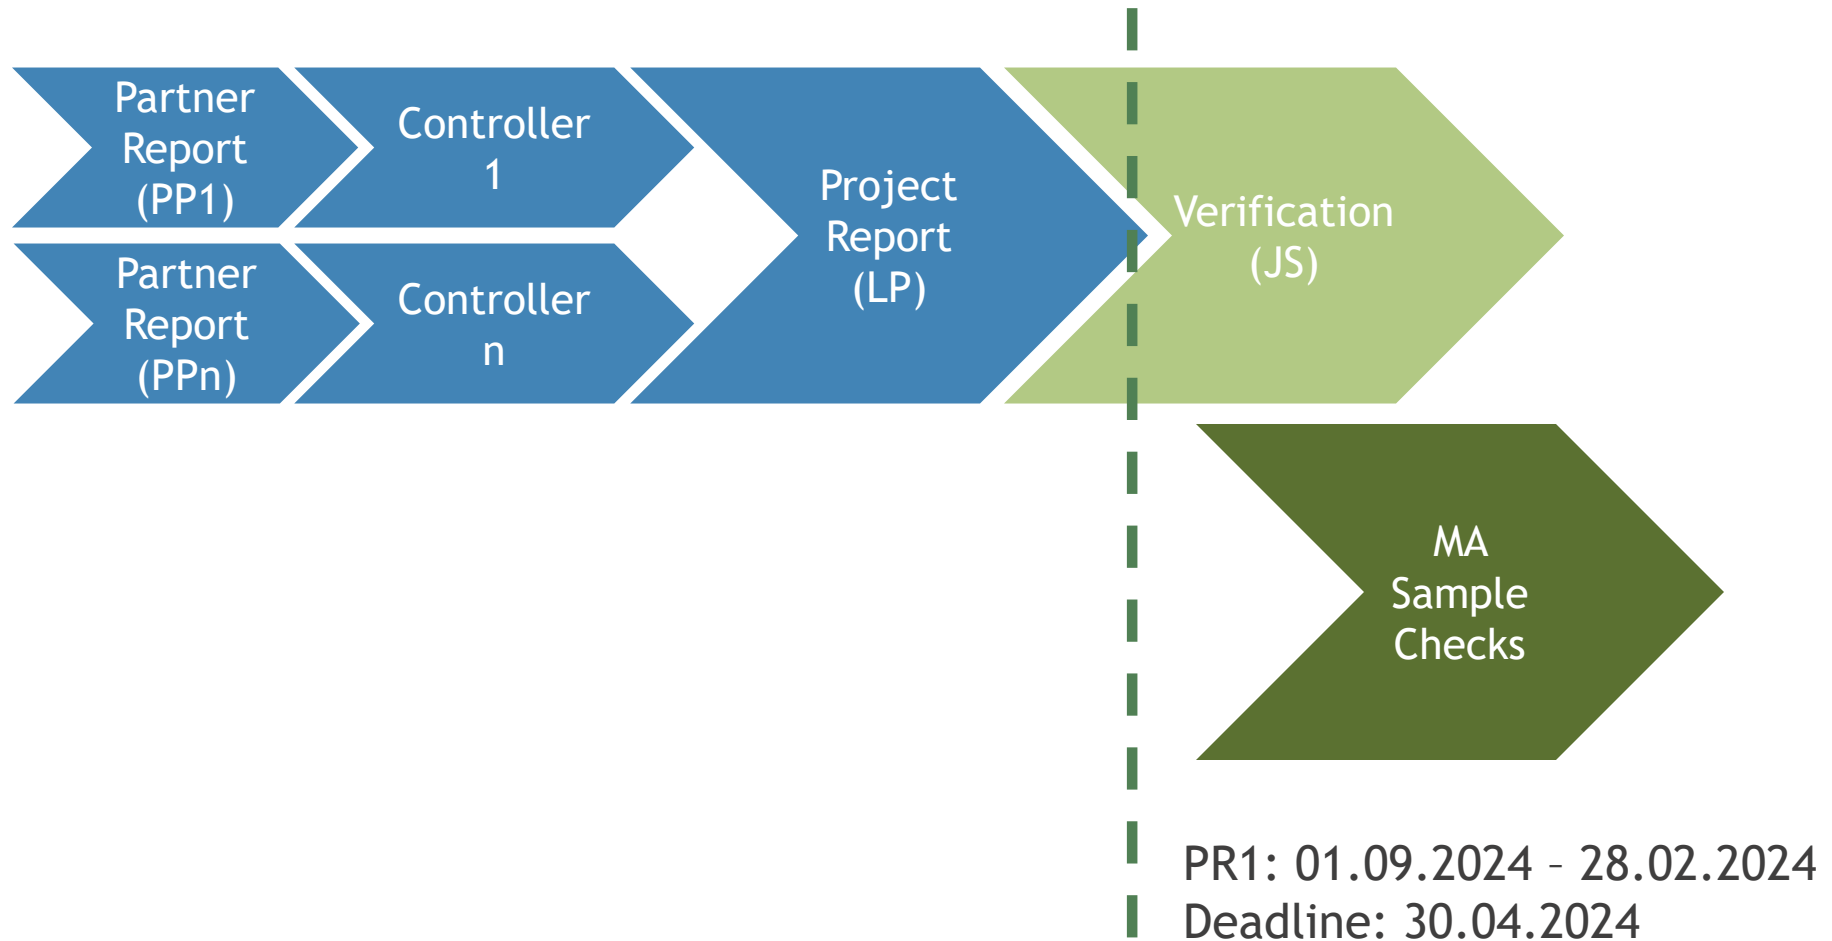 Partner
Report
(PP1)
Controller
1
Partner
Report
(PPn)
Controller
n
Project
Report
(LP)
Verification
(JS)
MA
Sample
Checks
PR1: 01.09.2024 – 28.02.2024
Deadline: 30.04.2024